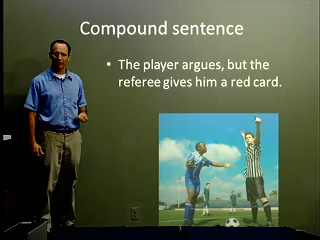 Compound sentence
• The player argues, but the
referee gives him a red card.